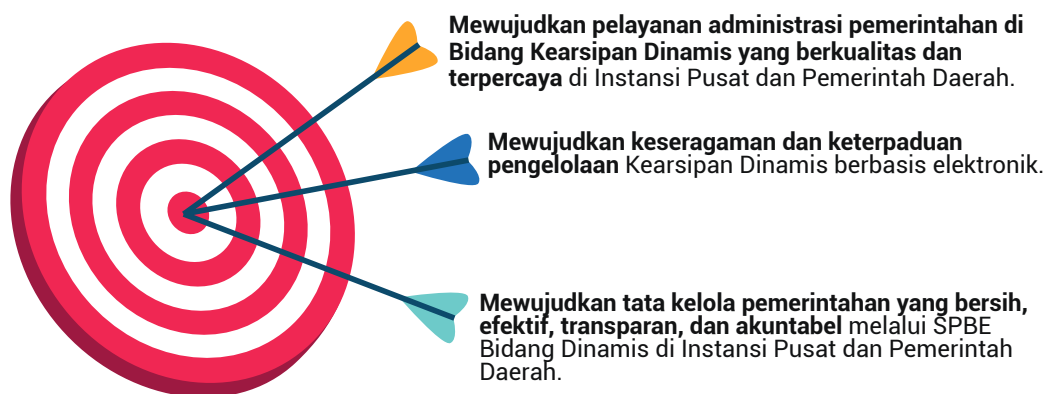 Mewujudkan pelayanan administrasi pemerintahan di
Bidang Kearsipan Dinamis yang berkualitas dan
terpercaya di Instansi Pusat dan Pemerintah Daerah.
Mewujudkan keseragaman dan keterpaduan
pengelolaan Kearsipan Dinamis berbasis elektronik.
Mewujudkan tata kelola pemerintahan yang bersih,
efektif, transparan, dan akuntabel melalui SPBE
Bidang Dinamis di Instansi Pusat dan Pemerintah
Daerah.